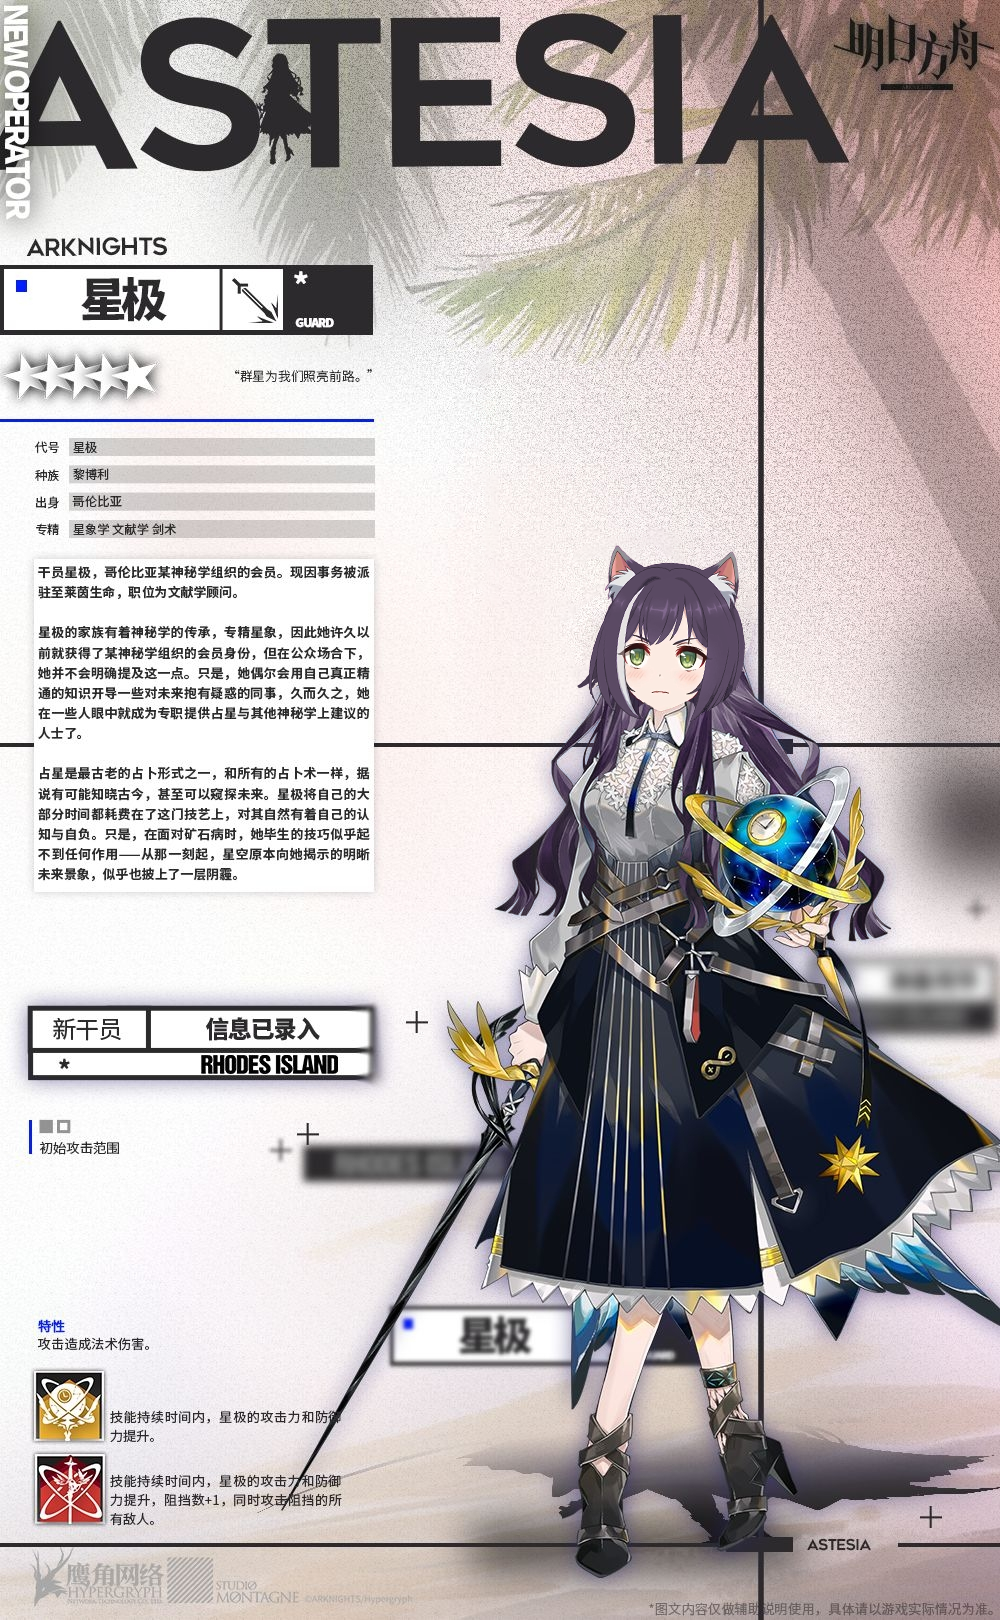 NEW OPERATOR
ASTESIA
明日方舟
ARKNIGHTS
星极
GUARD
“群星为我们照亮前路。”
代号 星极
种族 黎博利
出身 哥伦比亚
专精 星象学 文献学 剑术
干员星极，哥伦比亚某神秘学组织的会员。现因事务被派
驻至莱茵生命，职位为文献学顾问。
星极的家族有着神秘学的传承，专精星象，因此她许久以
前就获得了某神秘学组织的会员身份，但在公众场合下，
她并不会明确提及这一点。只是，她偶尔会用自己真正精
通的知识开导一些对未来抱有疑惑的同事，久而久之，她
在一些人眼中就成为专职提供占星与其他神秘学上建议的
人士了。
占星是最古老的占卜形式之一，和所有的占卜术一样，据
说有可能知晓古今，甚至可以窥探未来。星极将自己的大
部分时间都耗费在了这门技艺上，对其自然有着自己的认
知与自负。只是，在面对矿石病时，她毕生的技巧似乎起
不到任何作用——从那一刻起，星空原本向她揭示的明晰
未来景象，似乎也披上了一层阴霾。
新干员 信息已录入
* RHODES ISLAND
初始攻击范围
RHODES ISL
星极
特性
攻击造成法术伤害。
技能持续时间内，星极的攻击力和防御
力提升。
技能持续时间内，星极的攻击力和防御
力提升，阻挡数+1，同时攻击阻挡的所
有敌人。
ASTESIA
鹰角网络
HYPERGRYPH
NETWORK TECHNOLOGY CO., LTD.
STUDIO
MONTAGNE
©ARKNIGHTS/Hypergryph
*图文内容仅做辅助说明使用，具体请以游戏实际情况为准。